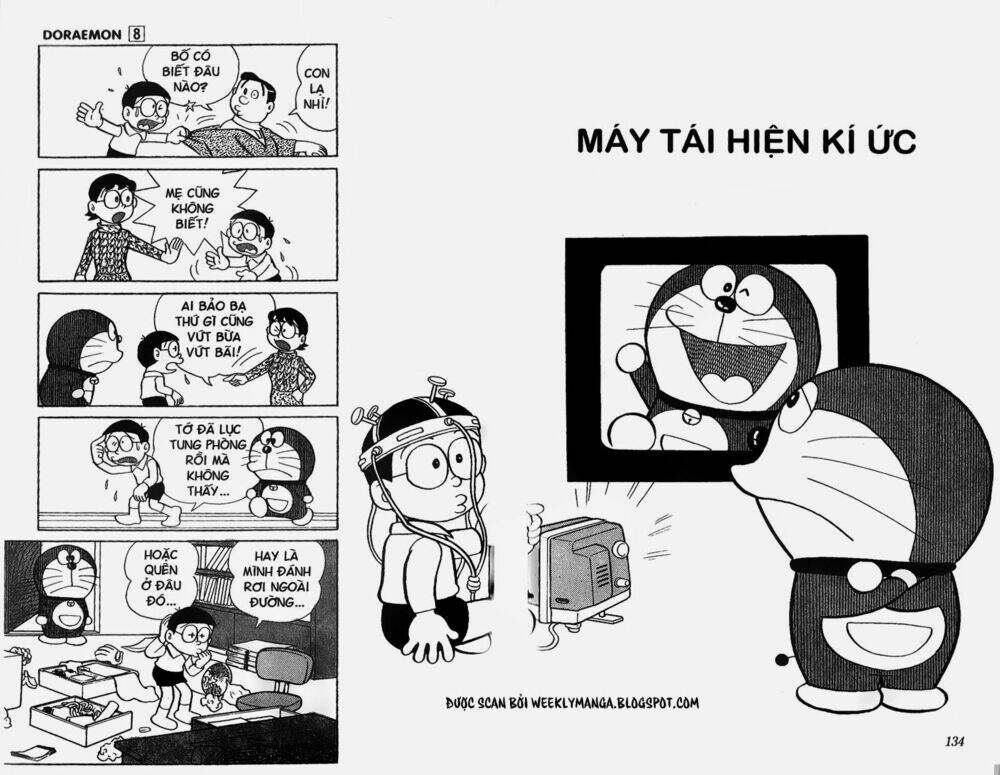 DORAEMON 8
BỐ CÓ
BIẾT ĐÂU
NÀO?
CON
LẠ
NHỈ!
MẸ CŨNG
KHÔNG
BIẾT!
AI BẢO BẠ
THỨ GÌ CŨNG
VỨT BỪA
VỨT BÃI!
TỚ ĐÃ LỤC
TUNG PHÒNG
RỒI MÀ
KHÔNG
THẤY...
HOẶC
QUÊN
Ở ĐÂU
ĐÓ...
HAY LÀ
MÌNH ĐÁNH
RƠI NGOÀI
ĐƯỜNG...
MÁY TÁI HIỆN KÍ ỨC
ĐƯỢC SCAN BỞI WEEKLYMANGA.BLOGSPOT.COM
134